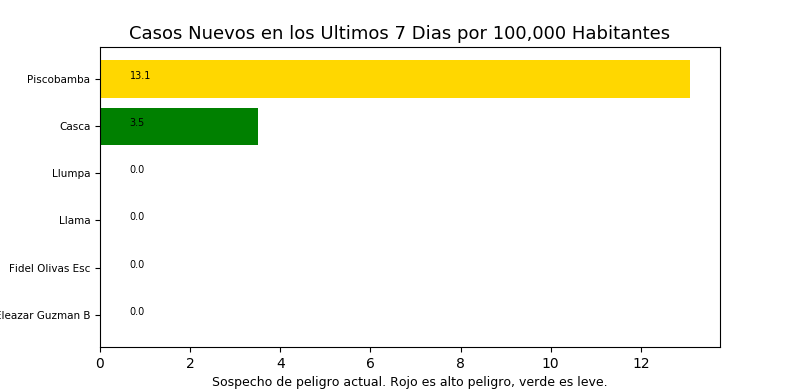 Casos Nuevos en los Ultimos 7 Dias por 100,000 Habitantes
Piscobamba 13.1
Casca 3.5
Llumpa 0.0
Llama 0.0
Fidel Olivas Esc 0.0
Eleazar Guzman B 0.0
0 2 4 6 8 10 12
Sospecho de peligro actual. Rojo es alto peligro, verde es leve.